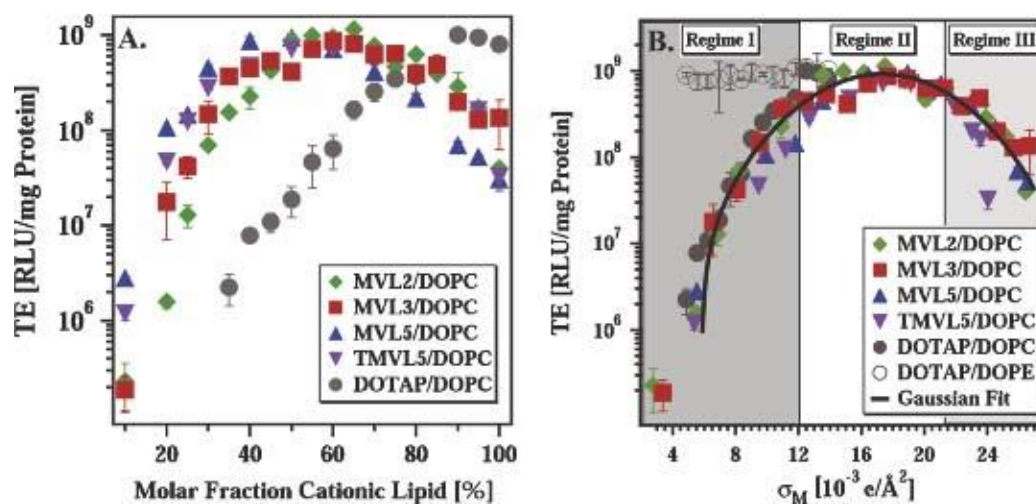 A.
TE [RLU/mg Protein]
10⁹
10⁸
10⁷
10⁶
MVL2/DOPC
MVL3/DOPC
MVL5/DOPC
TMVL5/DOPC
DOTAP/DOPC
20 40 60 80 100
Molar Fraction Cationic Lipid [%]
B.
Regime I Regime II Regime III
TE [RLU/mg Protein]
10⁹
10⁸
10⁷
10⁶
MVL2/DOPC
MVL3/DOPC
MVL5/DOPC
TMVL5/DOPC
DOTAP/DOPC
DOTAP/DOPE
Gaussian Fit
4 8 12 16 20 24
σM [10⁻³ e/Å²]